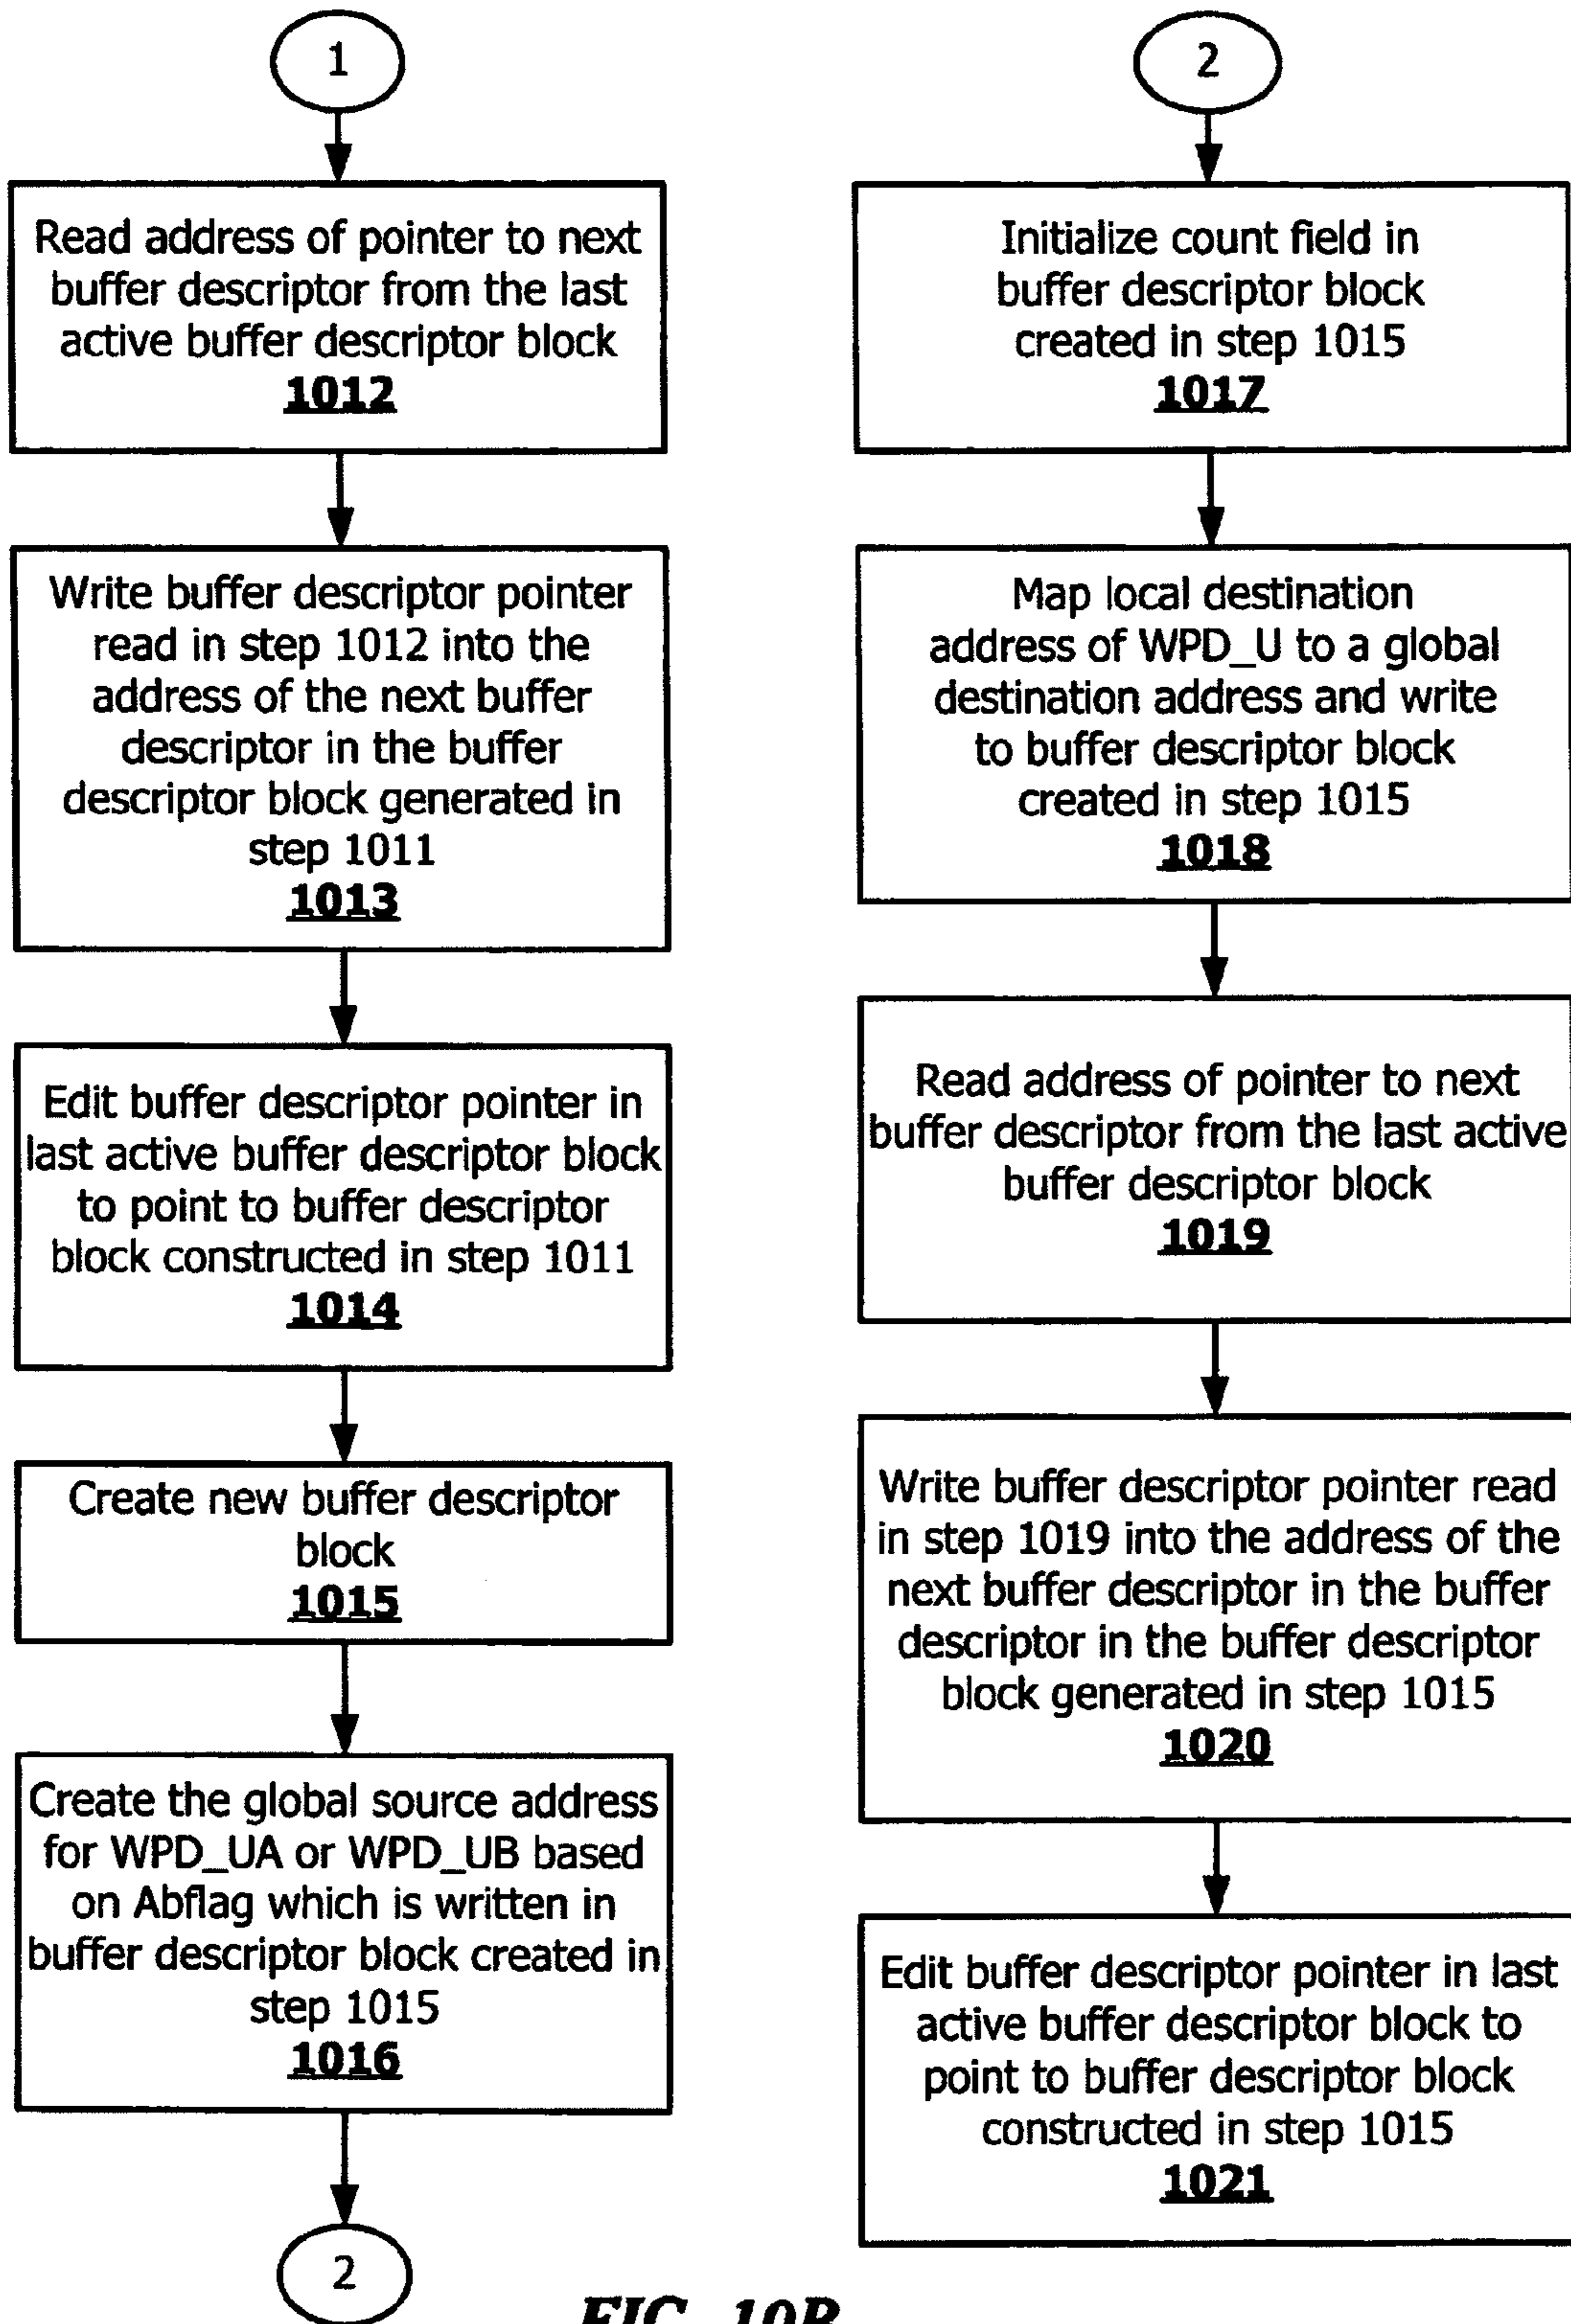 1
Read address of pointer to next
buffer descriptor from the last
active buffer descriptor block
1012
Write buffer descriptor pointer
read in step 1012 into the
address of the next buffer
descriptor in the buffer
descriptor block generated in
step 1011
1013
Edit buffer descriptor pointer in
last active buffer descriptor block
to point to buffer descriptor
block constructed in step 1011
1014
Create new buffer descriptor
block
1015
Create the global source address
for WPD_UA or WPD_UB based
on Abflag which is written in
buffer descriptor block created in
step 1015
1016
2
2
Initialize count field in
buffer descriptor block
created in step 1015
1017
Map local destination
address of WPD_U to a global
destination address and write
to buffer descriptor block
created in step 1015
1018
Read address of pointer to next
buffer descriptor from the last active
buffer descriptor block
1019
Write buffer descriptor pointer read
in step 1019 into the address of the
next buffer descriptor in the buffer
descriptor in the buffer descriptor
block generated in step 1015
1020
Edit buffer descriptor pointer in last
active buffer descriptor block to
point to buffer descriptor block
constructed in step 1015
1021
FIG. 10B